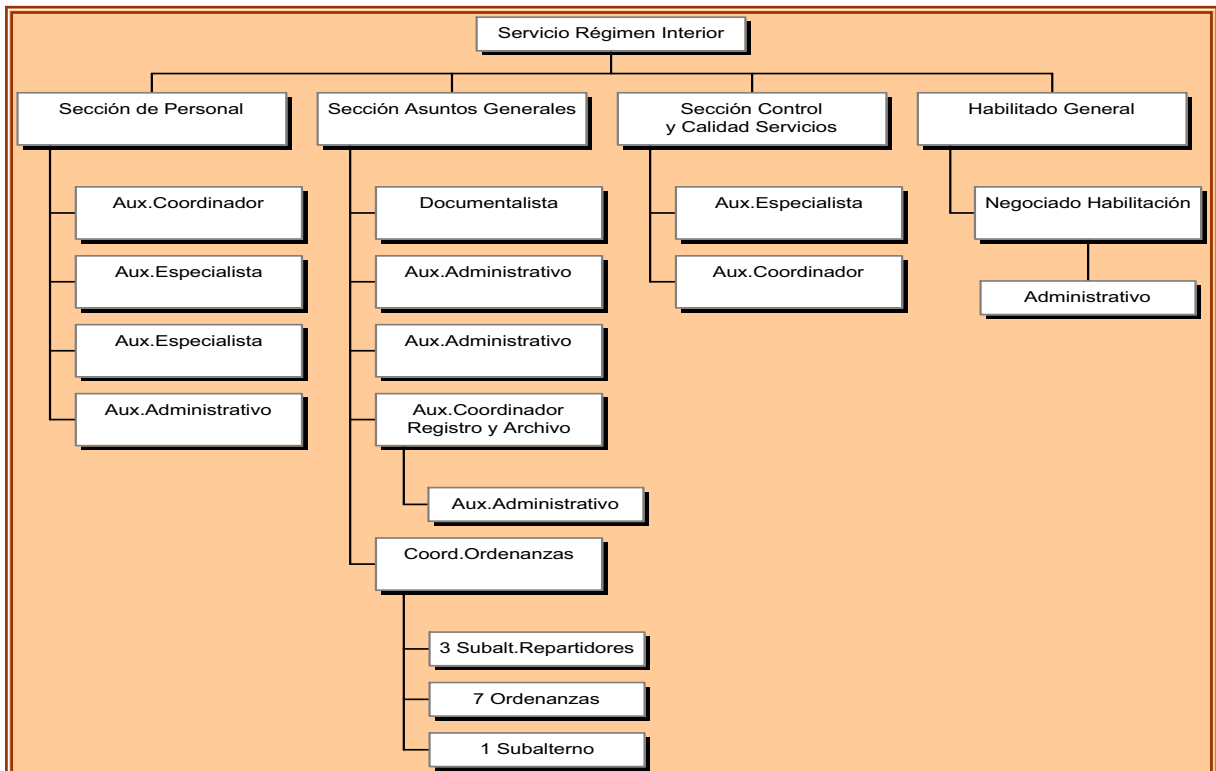 Servicio Régimen Interior
Sección de Personal
Aux.Coordinador
Aux.Especialista
Aux.Especialista
Aux.Administrativo
Sección Asuntos Generales
Documentalista
Aux.Administrativo
Aux.Administrativo
Aux.Coordinador
Registro y Archivo
Aux.Administrativo
Coord.Ordenanzas
3 Subalt.Repartidores
7 Ordenanzas
1 Subalterno
Sección Control
y Calidad Servicios
Aux.Especialista
Aux.Coordinador
Habilitado General
Negociado Habilitación
Administrativo